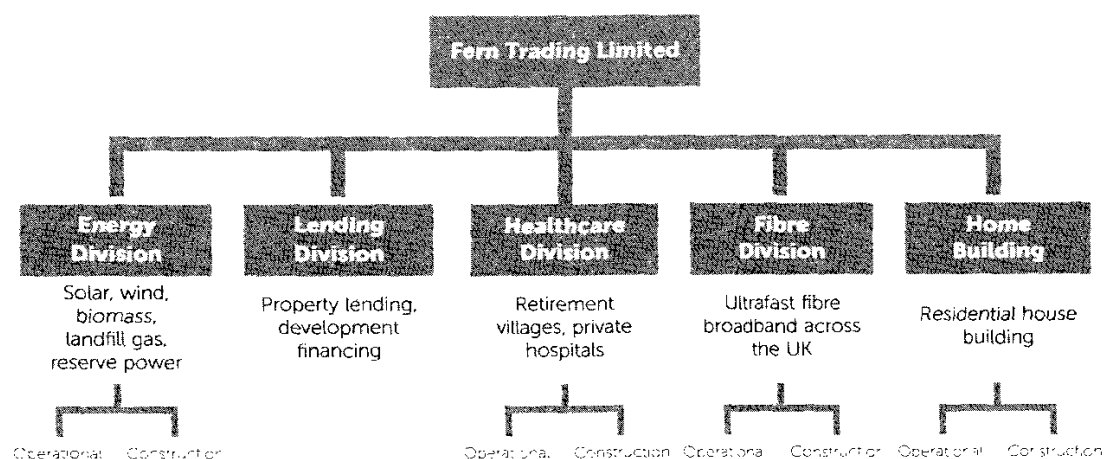 Fern Trading Limited
Energy
Division
Lending
Division
Healthcare
Division
Fibre
Division
Home
Building
Solar, wind,
biomass,
landfill gas,
reserve power
Property lending,
development
financing
Retirement
villages, private
hospitals
Ultrafast fibre
broadband across
the UK
Residential house
building
Operational Construction Operational Construction Operational Construction Operational Construction